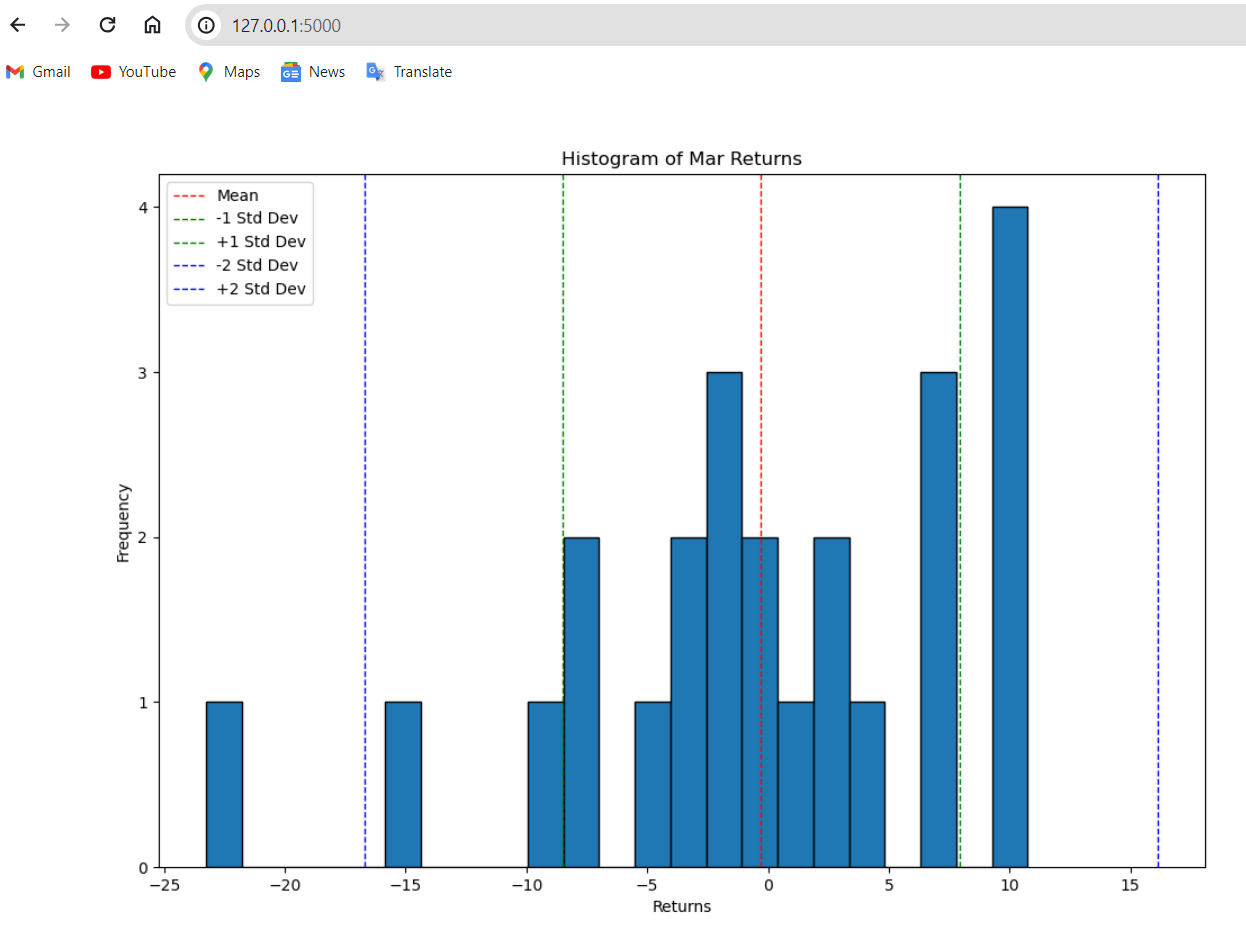 127.0.0.1:5000
Gmail YouTube Maps News Translate
Histogram of Mar Returns
Mean
-1 Std Dev
+1 Std Dev
-2 Std Dev
+2 Std Dev
4
3
2
1
0
Frequency
−25 −20 −15 −10 −5 0 5 10 15
Returns